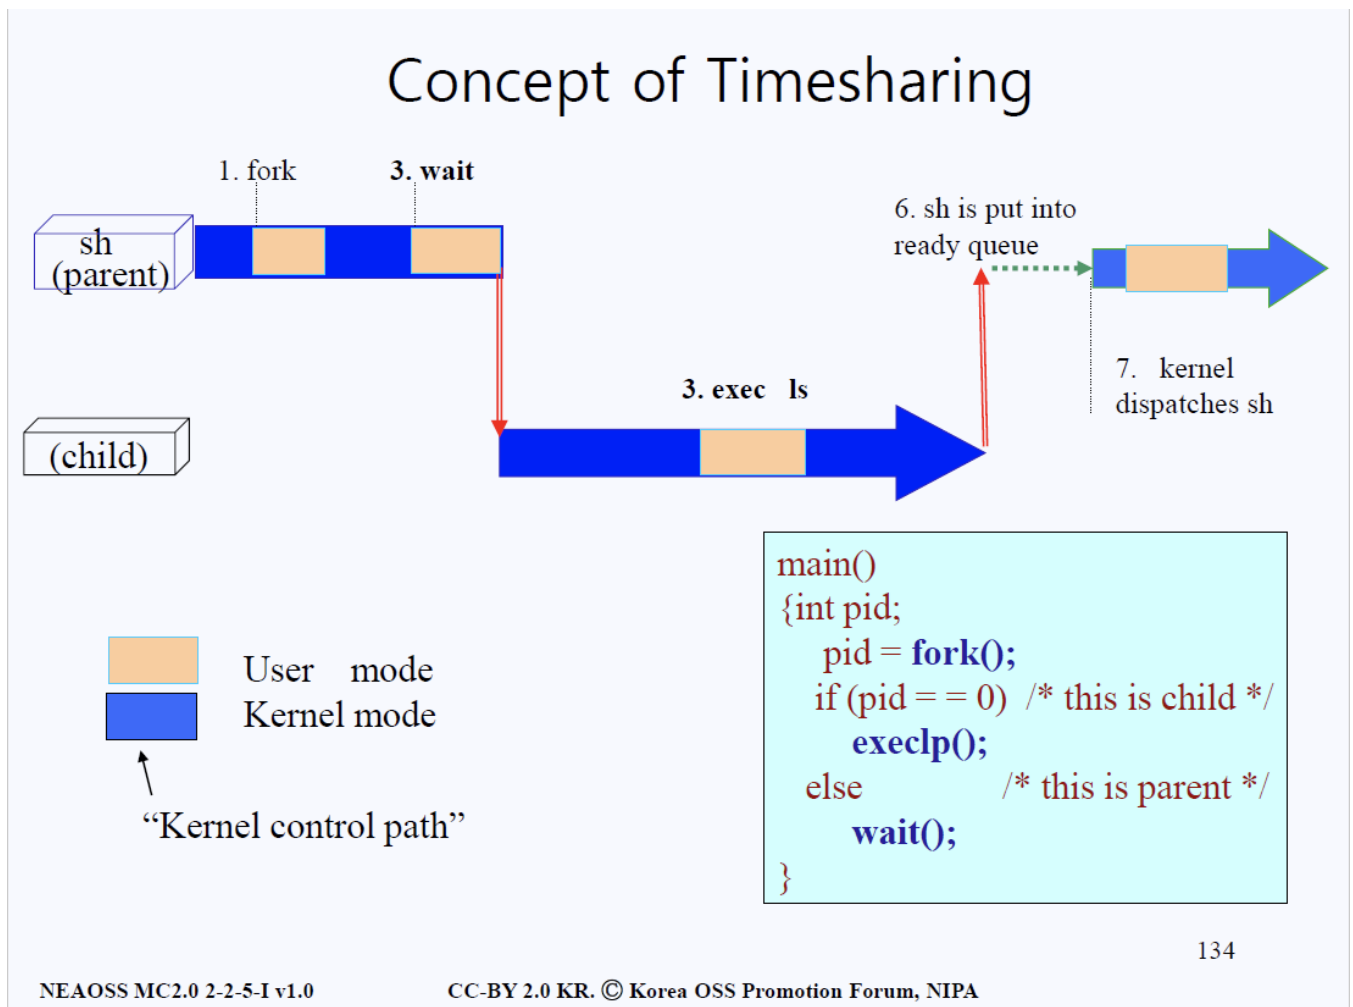 Concept of Timesharing
1. fork
3. wait
sh
(parent)
6. sh is put into
ready queue
7. kernel
dispatches sh
3. exec ls
(child)
User mode
Kernel mode
“Kernel control path”
main()
{int pid;
pid = fork();
if (pid = = 0) /* this is child */
execlp();
else /* this is parent */
wait();
}
134
NEAOSS MC2.0 2-2-5-I v1.0
CC-BY 2.0 KR. Ⓒ Korea OSS Promotion Forum, NIPA